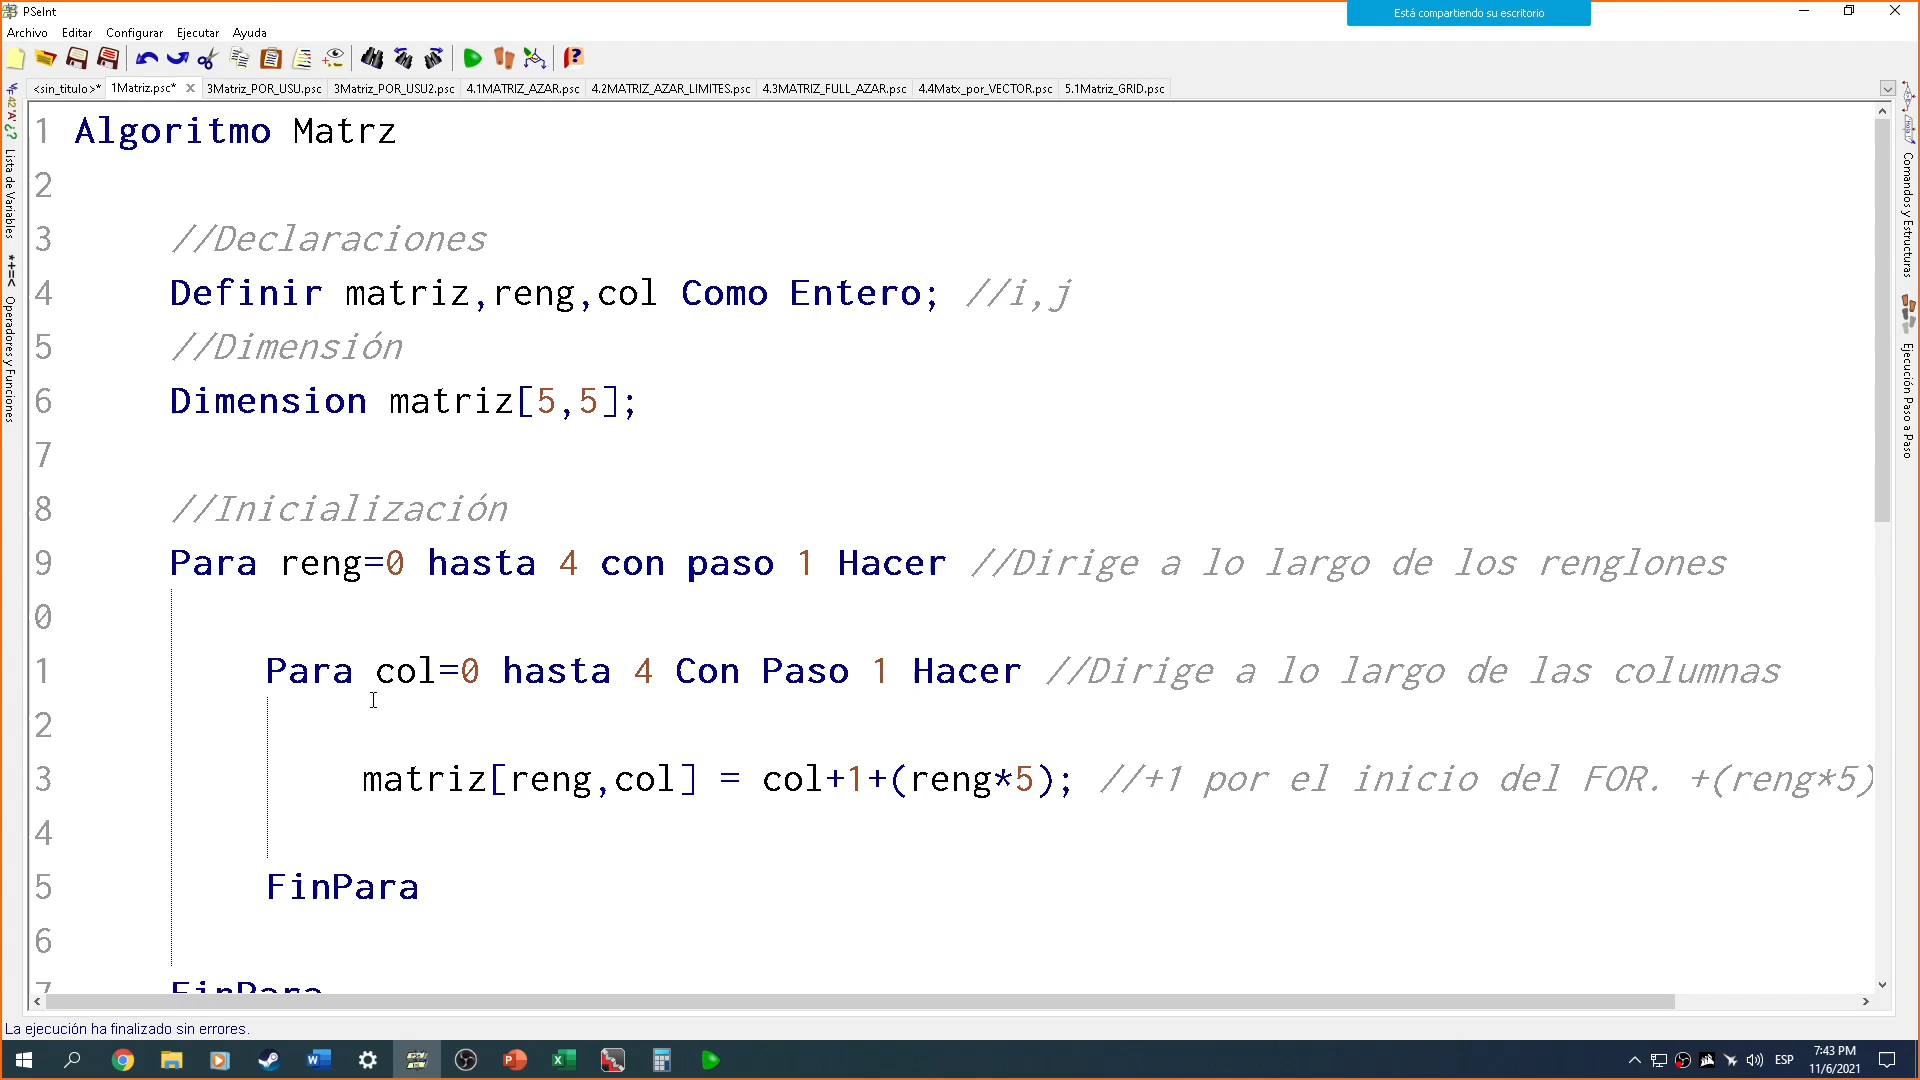 PSeInt
Está compartiendo su escritorio
Archivo Editar Configurar Ejecutar Ayuda
<sin_titulo>* 1Matriz.psc* 3Matriz_POR_USU.psc 3Matriz_POR_USU2.psc 4.1MATRIZ_AZAR.psc 4.2MATRIZ_AZAR_LIMITES.psc 4.3MATRIZ_FULL_AZAR.psc 4.4Matx_por_VECTOR.psc 5.1Matriz_GRID.psc
Lista de Variables
*+=< Operadores y Funciones
1 Algoritmo Matrz
2
3 //Declaraciones
4 Definir matriz,reng,col Como Entero; //i,j
5 //Dimensión
6 Dimension matriz[5,5];
7
8 //Inicialización
9 Para reng=0 hasta 4 con paso 1 Hacer //Dirige a lo largo de los renglones
0
1 Para col=0 hasta 4 Con Paso 1 Hacer //Dirige a lo largo de las columnas
2
3 matriz[reng,col] = col+1+(reng*5); //+1 por el inicio del FOR. +(reng*5)
4
5 FinPara
6
7 FinPara
Comandos y Estructuras
Ejecución Paso a Paso
La ejecución ha finalizado sin errores.
ESP
7:43 PM
11/6/2021